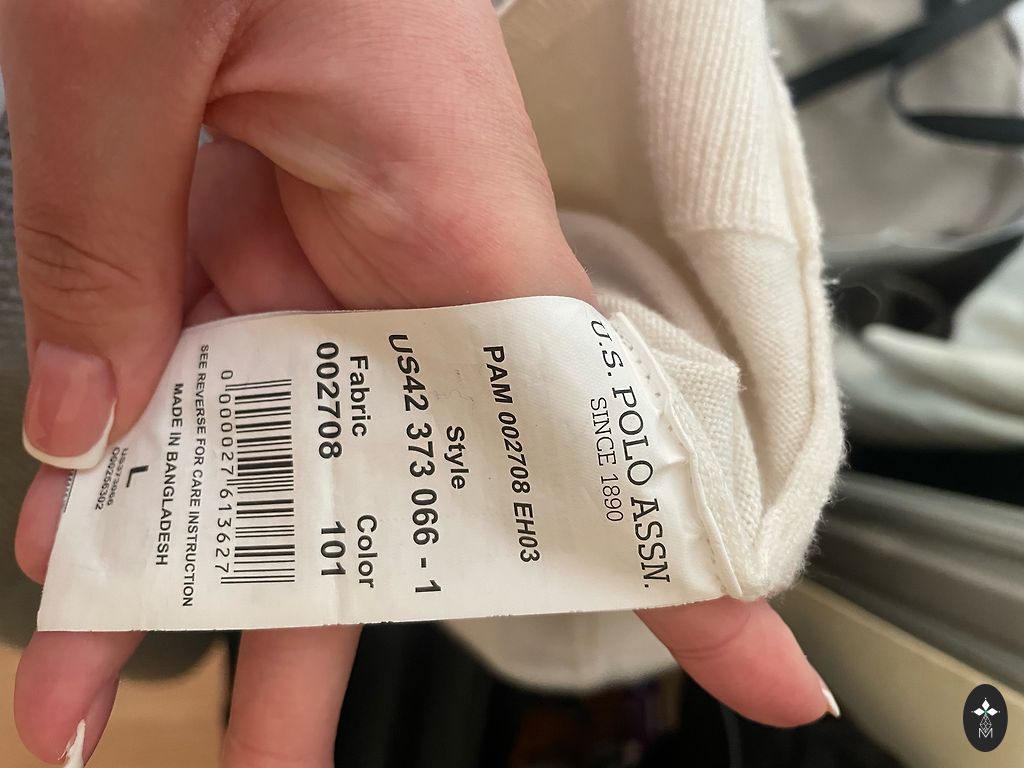 U.S. POLO ASSN.
SINCE 1890
PAM 002708 EH03
Style
US42 373 066 - 1
Fabric Color
002708 101
0 000027 613627
SEE REVERSE FOR CARE INSTRUCTION
MADE IN BANGLADESH
L
US373066
M